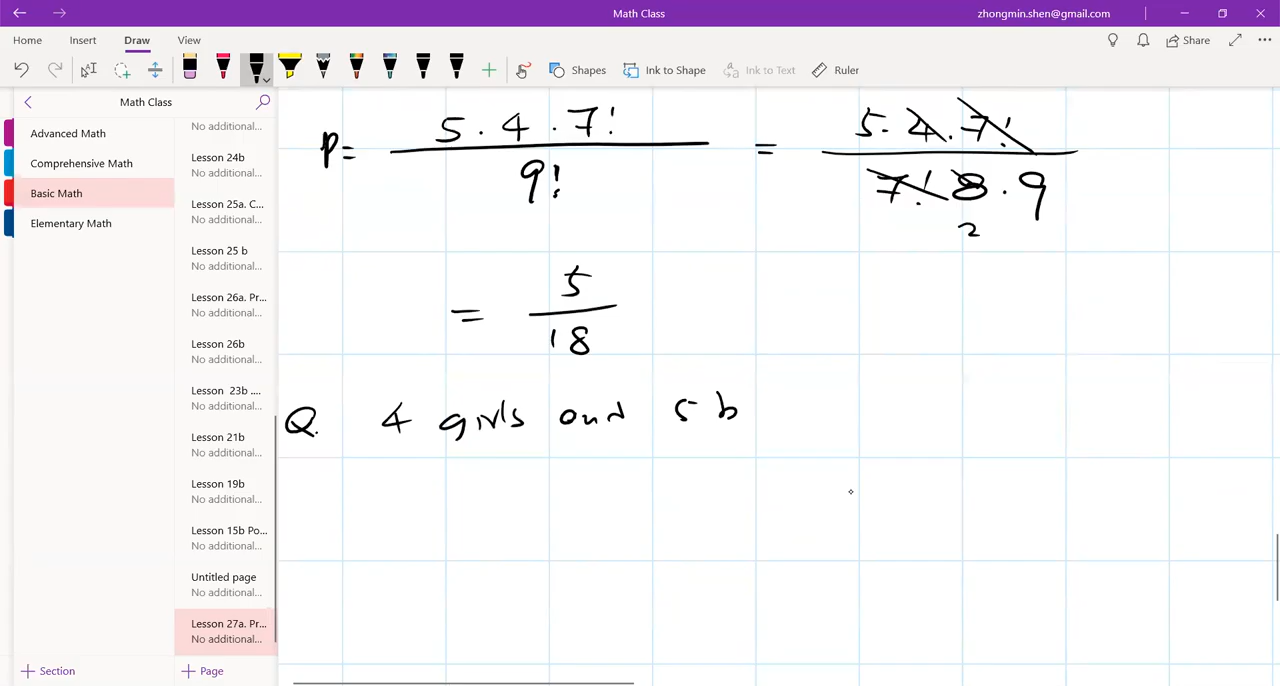 Math Class
zhongmin.shen@gmail.com
Home
Insert
Draw
View
Share
Shapes
Ink to Shape
Ink to Text
Ruler
Math Class
Advanced Math
Comprehensive Math
Basic Math
Elementary Math
No additional...
Lesson 24b
No additional...
Lesson 25a. C...
No additional...
Lesson 25 b
No additional...
Lesson 26a. Pr...
No additional...
Lesson 26b
No additional...
Lesson 23b ....
No additional...
Lesson 21b
No additional...
Lesson 19b
No additional...
Lesson 15b Po...
No additional...
Untitled page
No additional...
Lesson 27a. Pr...
No additional...
Section
Page
P = 5 · 4 · 7! / 9! = 5 · 4 · 7! / 7! 8 · 9
2
= 5 / 18
Q. 4 girls and 5 b